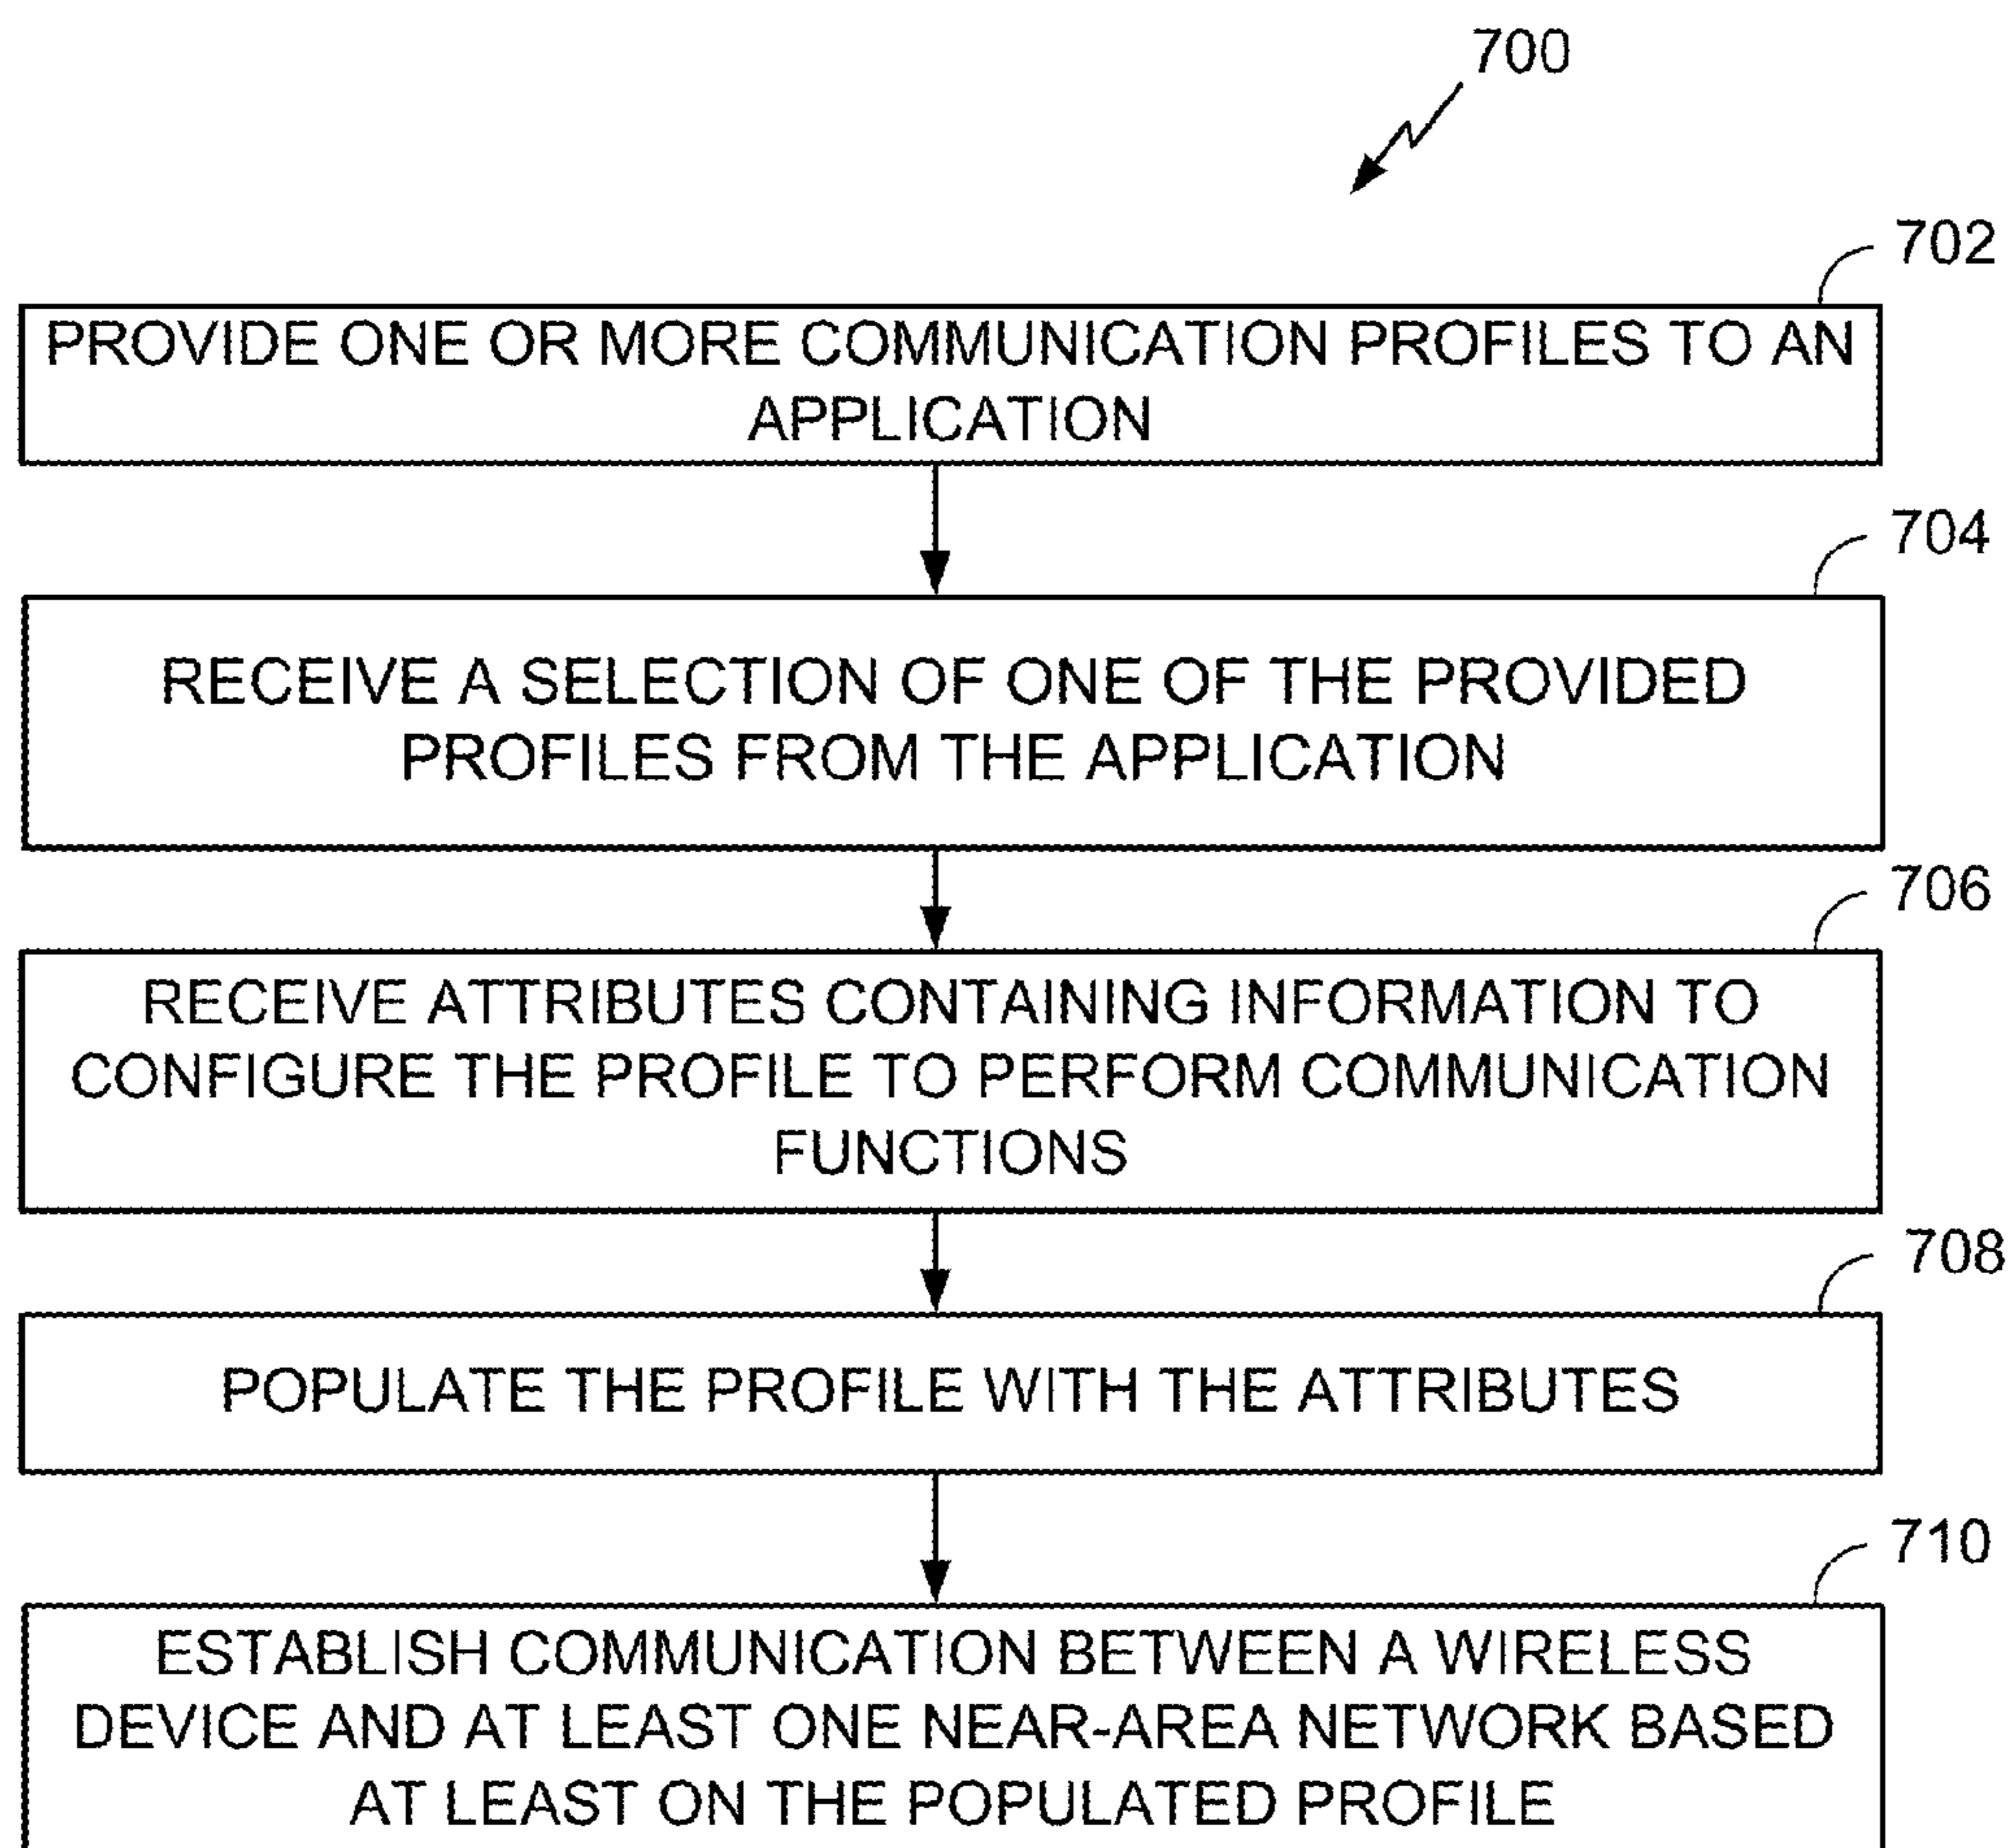 700
702
PROVIDE ONE OR MORE COMMUNICATION PROFILES TO AN
APPLICATION
704
RECEIVE A SELECTION OF ONE OF THE PROVIDED
PROFILES FROM THE APPLICATION
706
RECEIVE ATTRIBUTES CONTAINING INFORMATION TO
CONFIGURE THE PROFILE TO PERFORM COMMUNICATION
FUNCTIONS
708
POPULATE THE PROFILE WITH THE ATTRIBUTES
710
ESTABLISH COMMUNICATION BETWEEN A WIRELESS
DEVICE AND AT LEAST ONE NEAR-AREA NETWORK BASED
AT LEAST ON THE POPULATED PROFILE